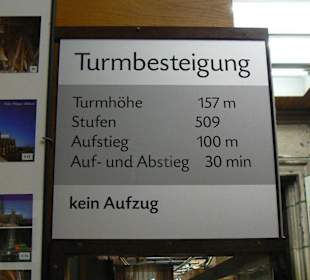 Turmbesteigung
Turmhöhe 157 m
Stufen 509
Aufstieg 100 m
Auf- und Abstieg 30 min
kein Aufzug